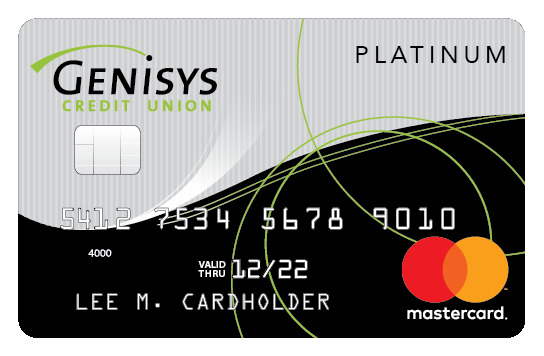 GENiSYS
CREDIT UNION
PLATINUM
5412 7534 5678 9010
4000
VALID THRU 12/22
LEE M. CARDHOLDER
mastercard.